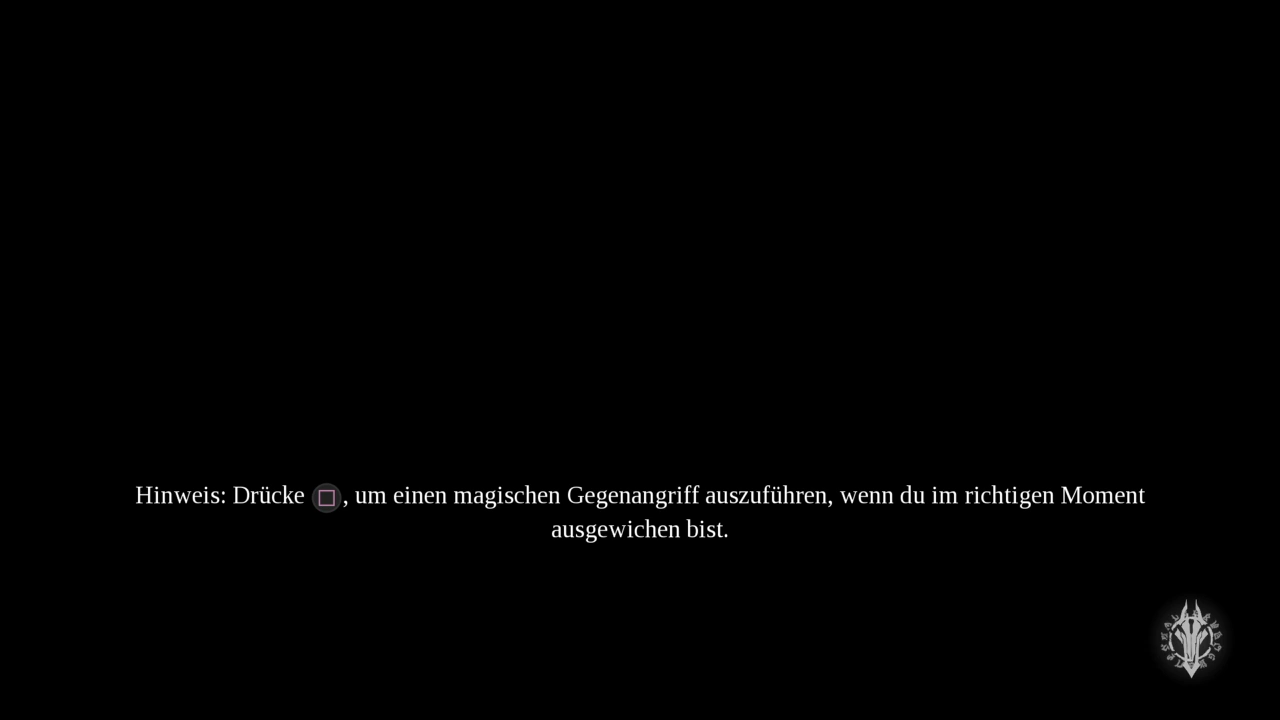 Hinweis: Drücke □, um einen magischen Gegenangriff auszuführen, wenn du im richtigen Moment
ausgewichen bist.